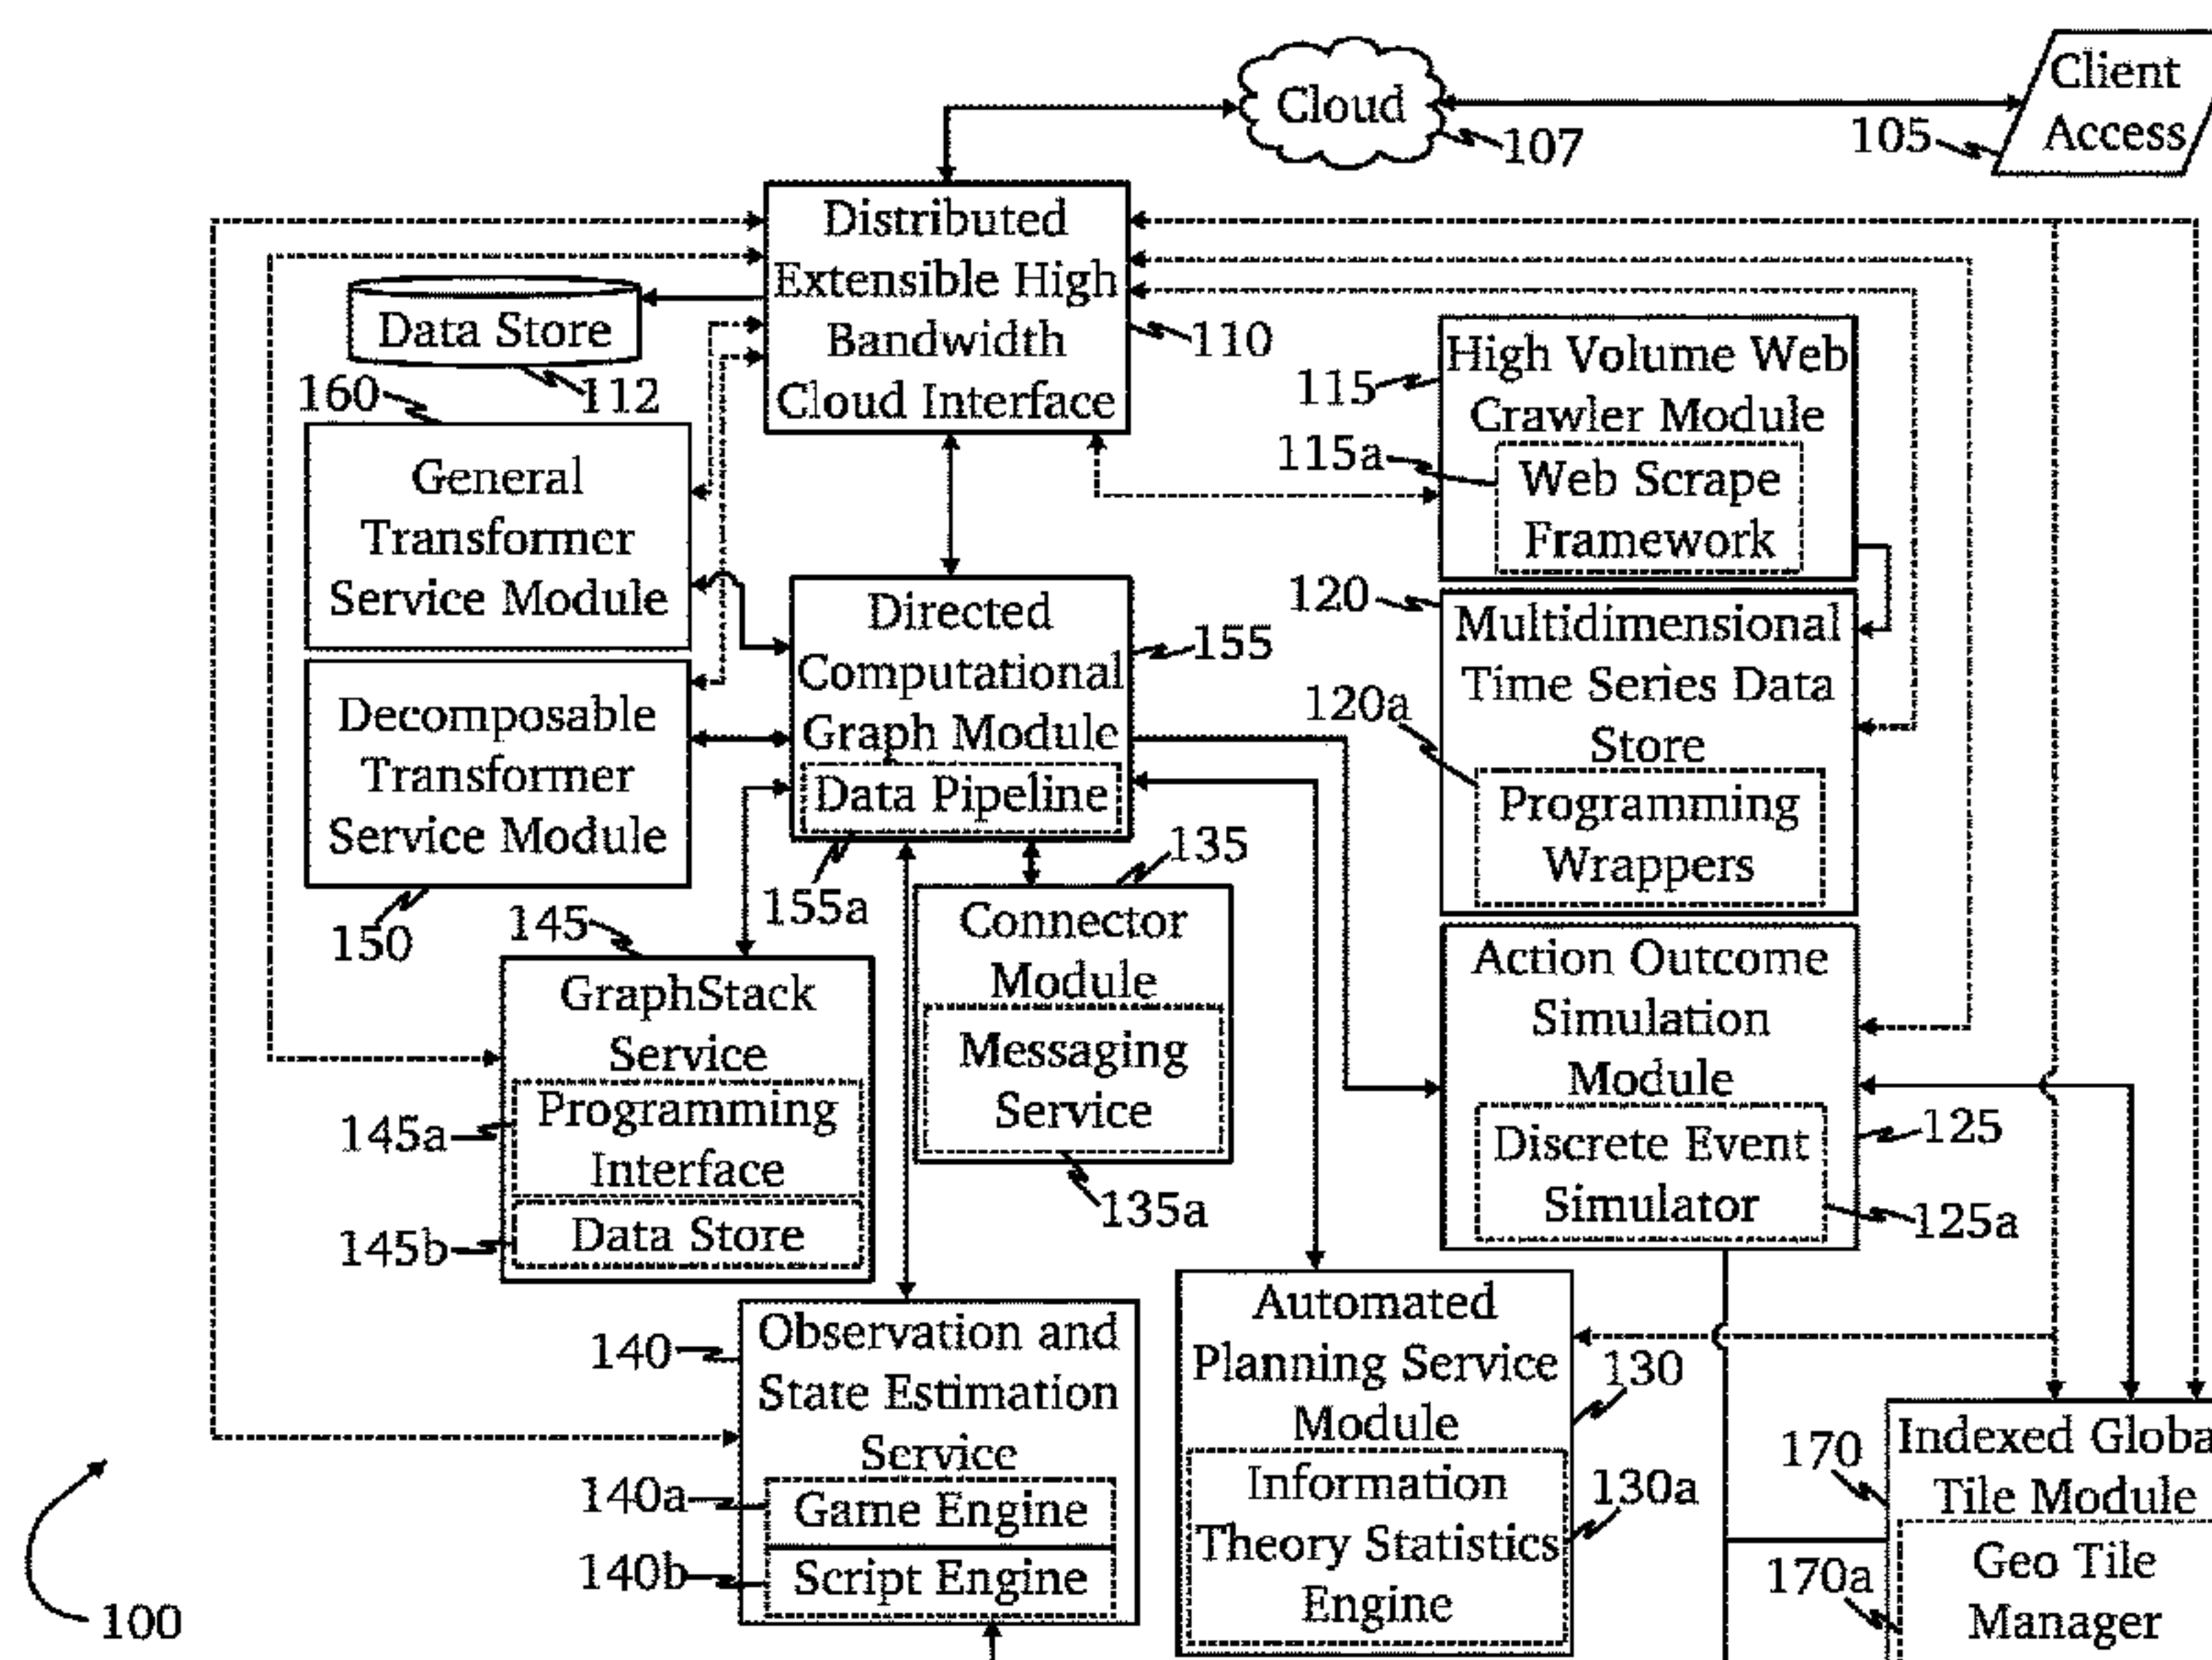 Cloud
107
Client
Access
105
Distributed
Extensible High
Bandwidth
Cloud Interface
110
Data Store
112
160
General
Transformer
Service Module
Decomposable
Transformer
Service Module
150
Directed
Computational
Graph Module
Data Pipeline
155
155a
115
High Volume Web
Crawler Module
115a
Web Scrape
Framework
120
Multidimensional
Time Series Data
Store
120a
Programming
Wrappers
145
GraphStack
Service
145a
Programming
Interface
145b
Data Store
135
Connector
Module
Messaging
Service
135a
Action Outcome
Simulation
Module
125
Discrete Event
Simulator
125a
140
Observation and
State Estimation
Service
140a
Game Engine
140b
Script Engine
Automated
Planning Service
Module
130
Information
Theory Statistics
Engine
130a
170
Indexed Globa
Tile Module
170a
Geo Tile
Manager
100